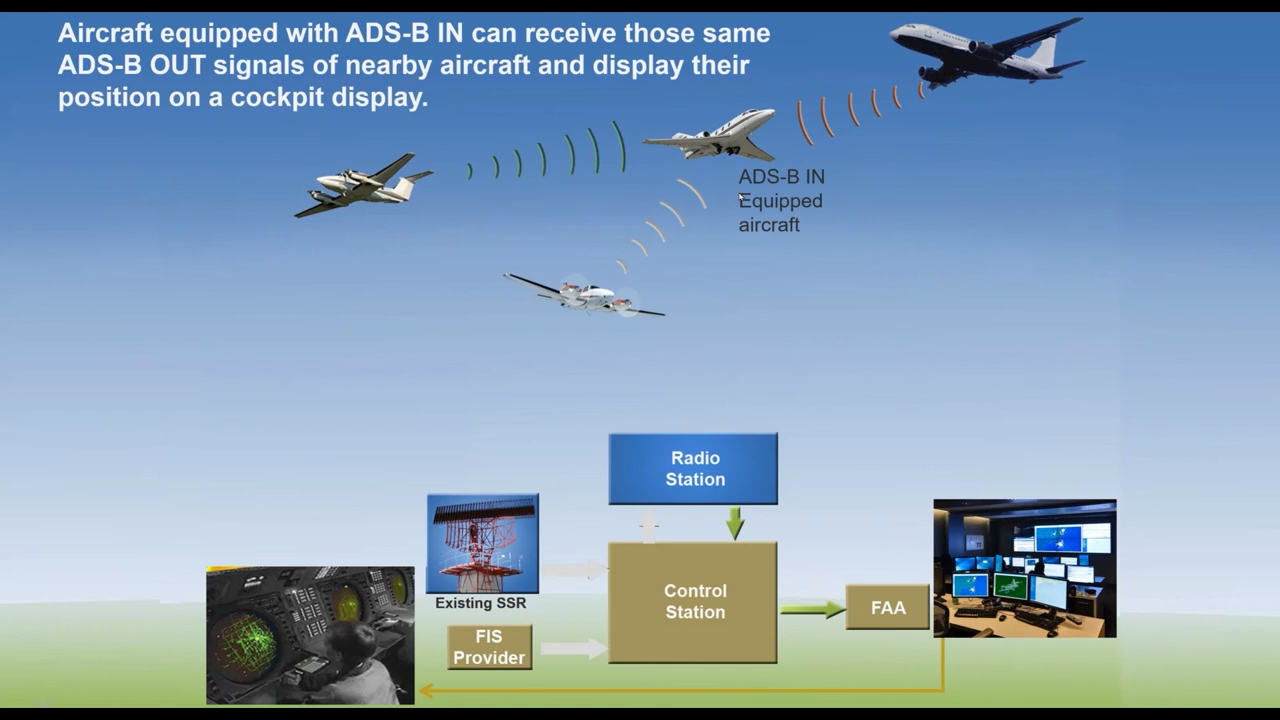 Aircraft equipped with ADS-B IN can receive those same
ADS-B OUT signals of nearby aircraft and display their
position on a cockpit display.
ADS-B IN
Equipped
aircraft
Radio
Station
Existing SSR
Control
Station
FAA
FIS
Provider